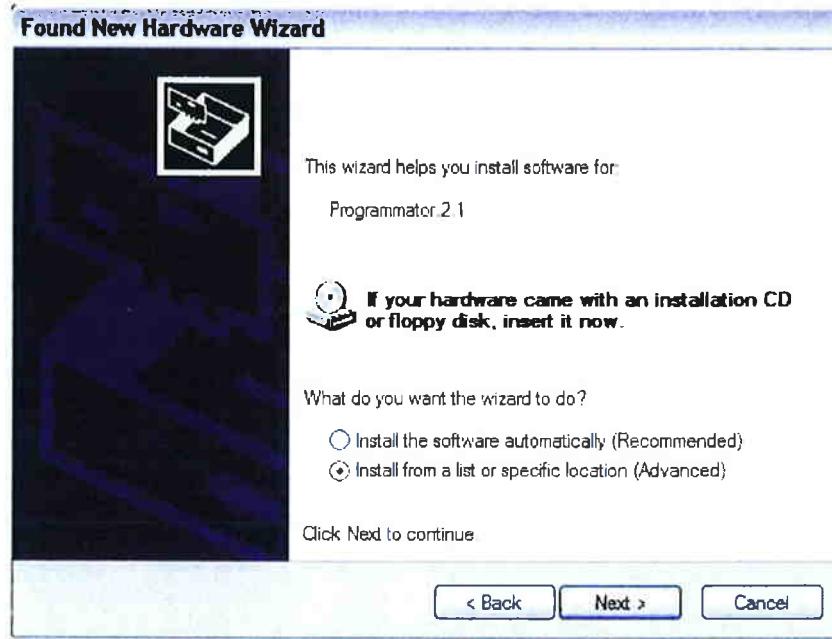 Found New Hardware Wizard
This wizard helps you install software for:
Programmator 2.1
If your hardware came with an installation CD
or floppy disk, insert it now.
What do you want the wizard to do?
Install the software automatically (Recommended)
Install from a list or specific location (Advanced)
Click Next to continue.
< Back
Next >
Cancel